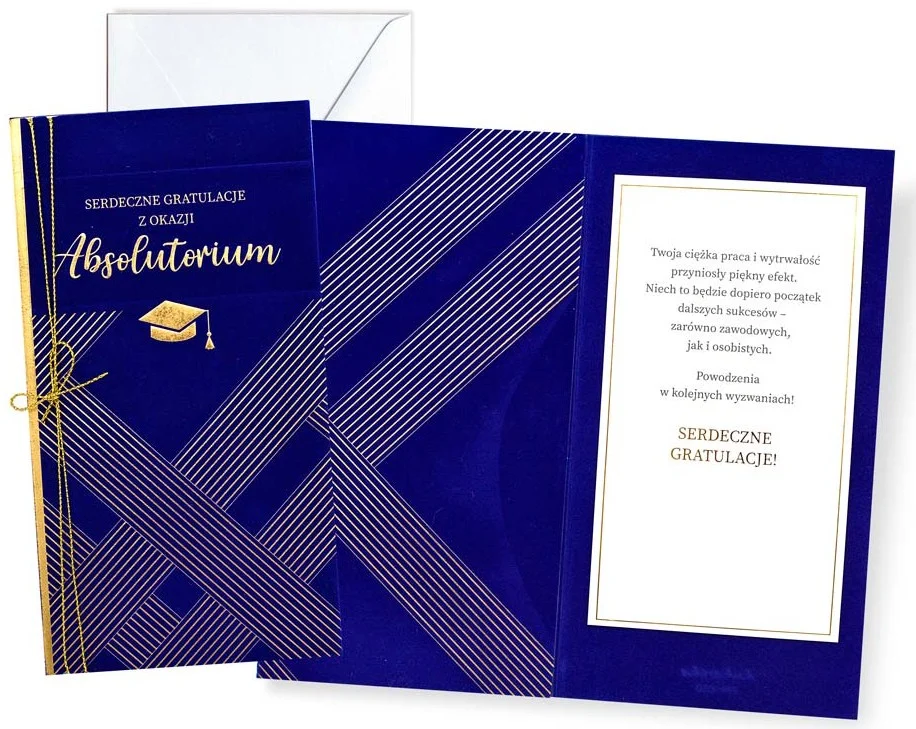 SERDECZNE GRATULACJE
Z OKAZJI
Absolutorium
Twoja ciężka praca i wytrwałość
przyniosły piękny efekt.
Niech to będzie dopiero początek
dalszych sukcesów –
zarówno zawodowych,
jak i osobistych.
Powodzenia
w kolejnych wyzwaniach!
SERDECZNE
GRATULACJE!